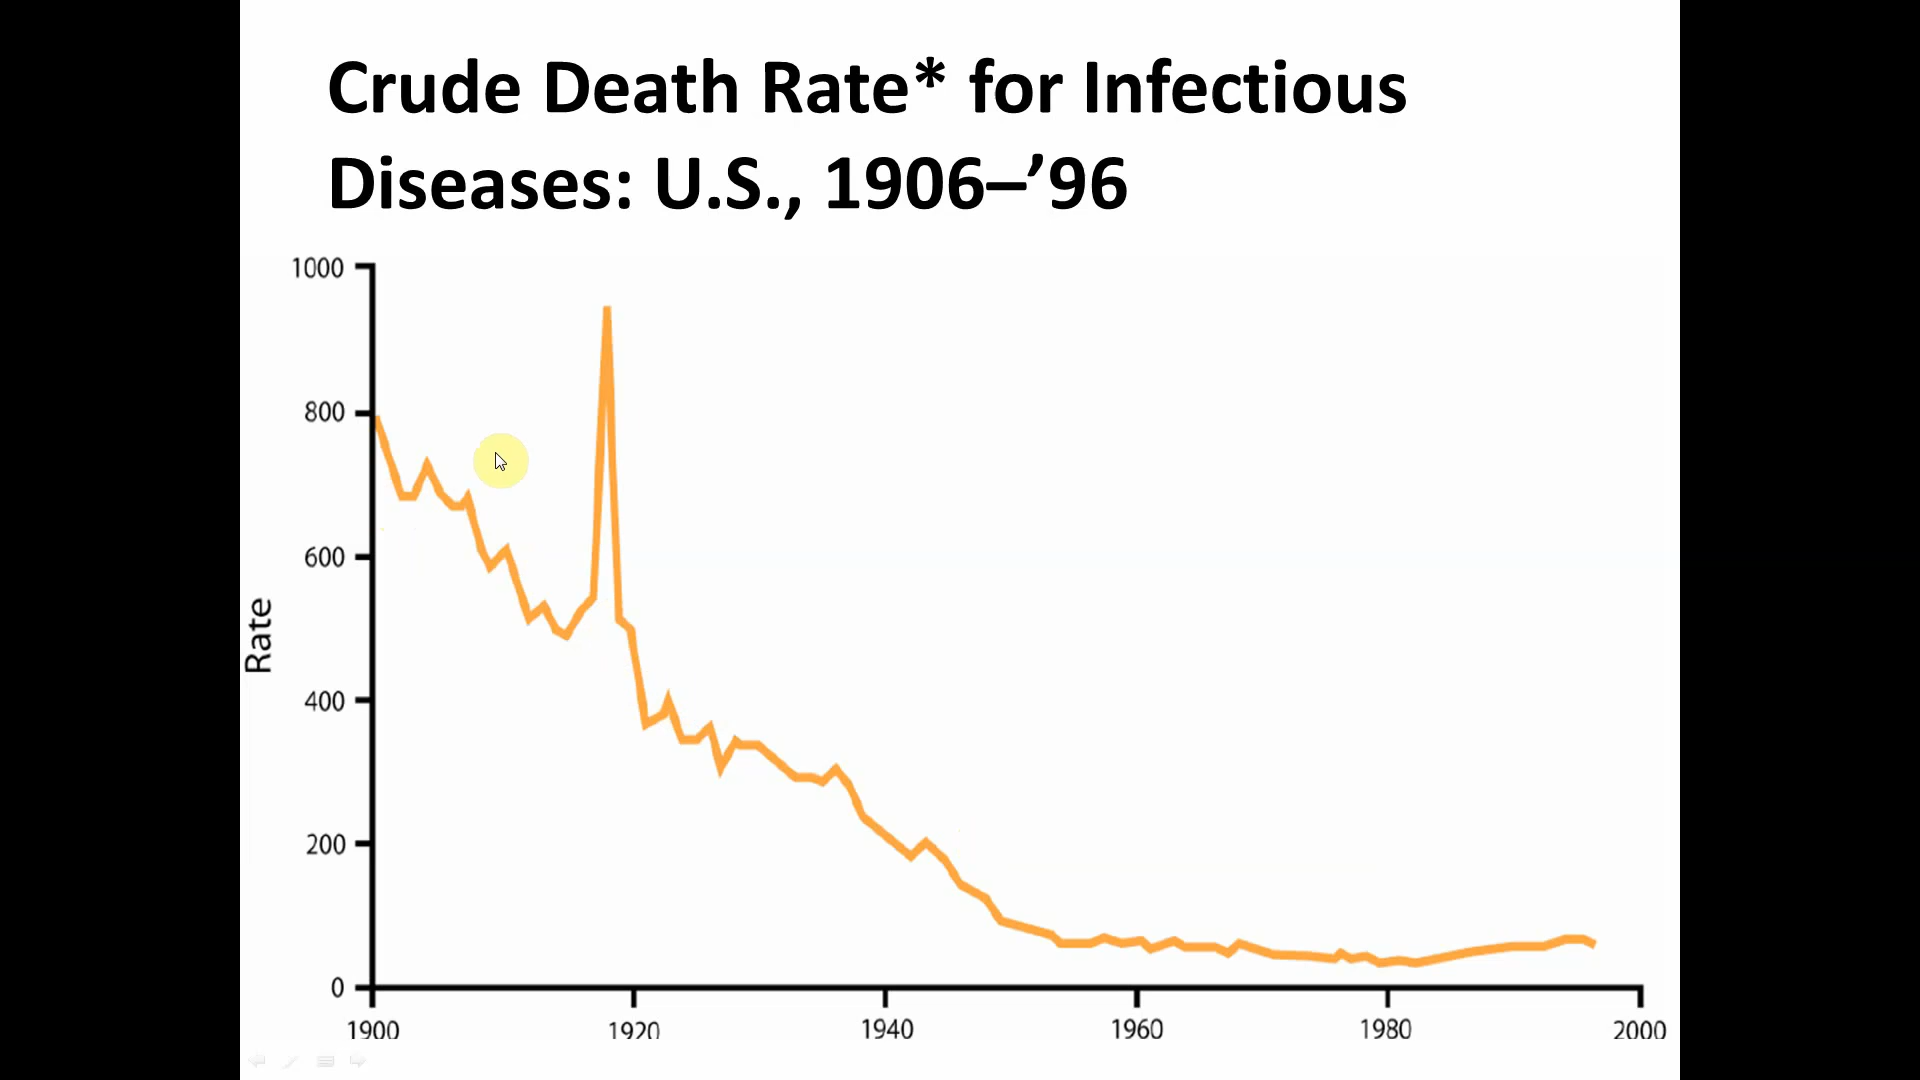 Crude Death Rate* for Infectious
Diseases: U.S., 1906–’96
1000
800
600
400
200
0
Rate
1900 1920 1940 1960 1980 2000